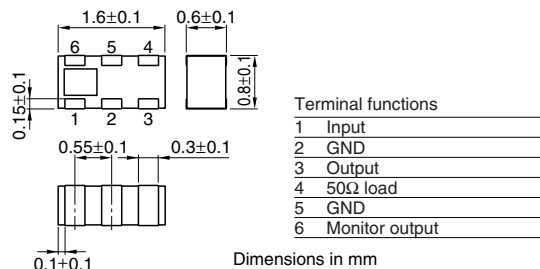 1.6±0.1
0.6±0.1
6 5 4
0.8±0.1
0.15±0.1
1 2 3
0.55±0.1
0.3±0.1
0.1±0.1
Terminal functions
1 Input
2 GND
3 Output
4 50Ω load
5 GND
6 Monitor output
Dimensions in mm